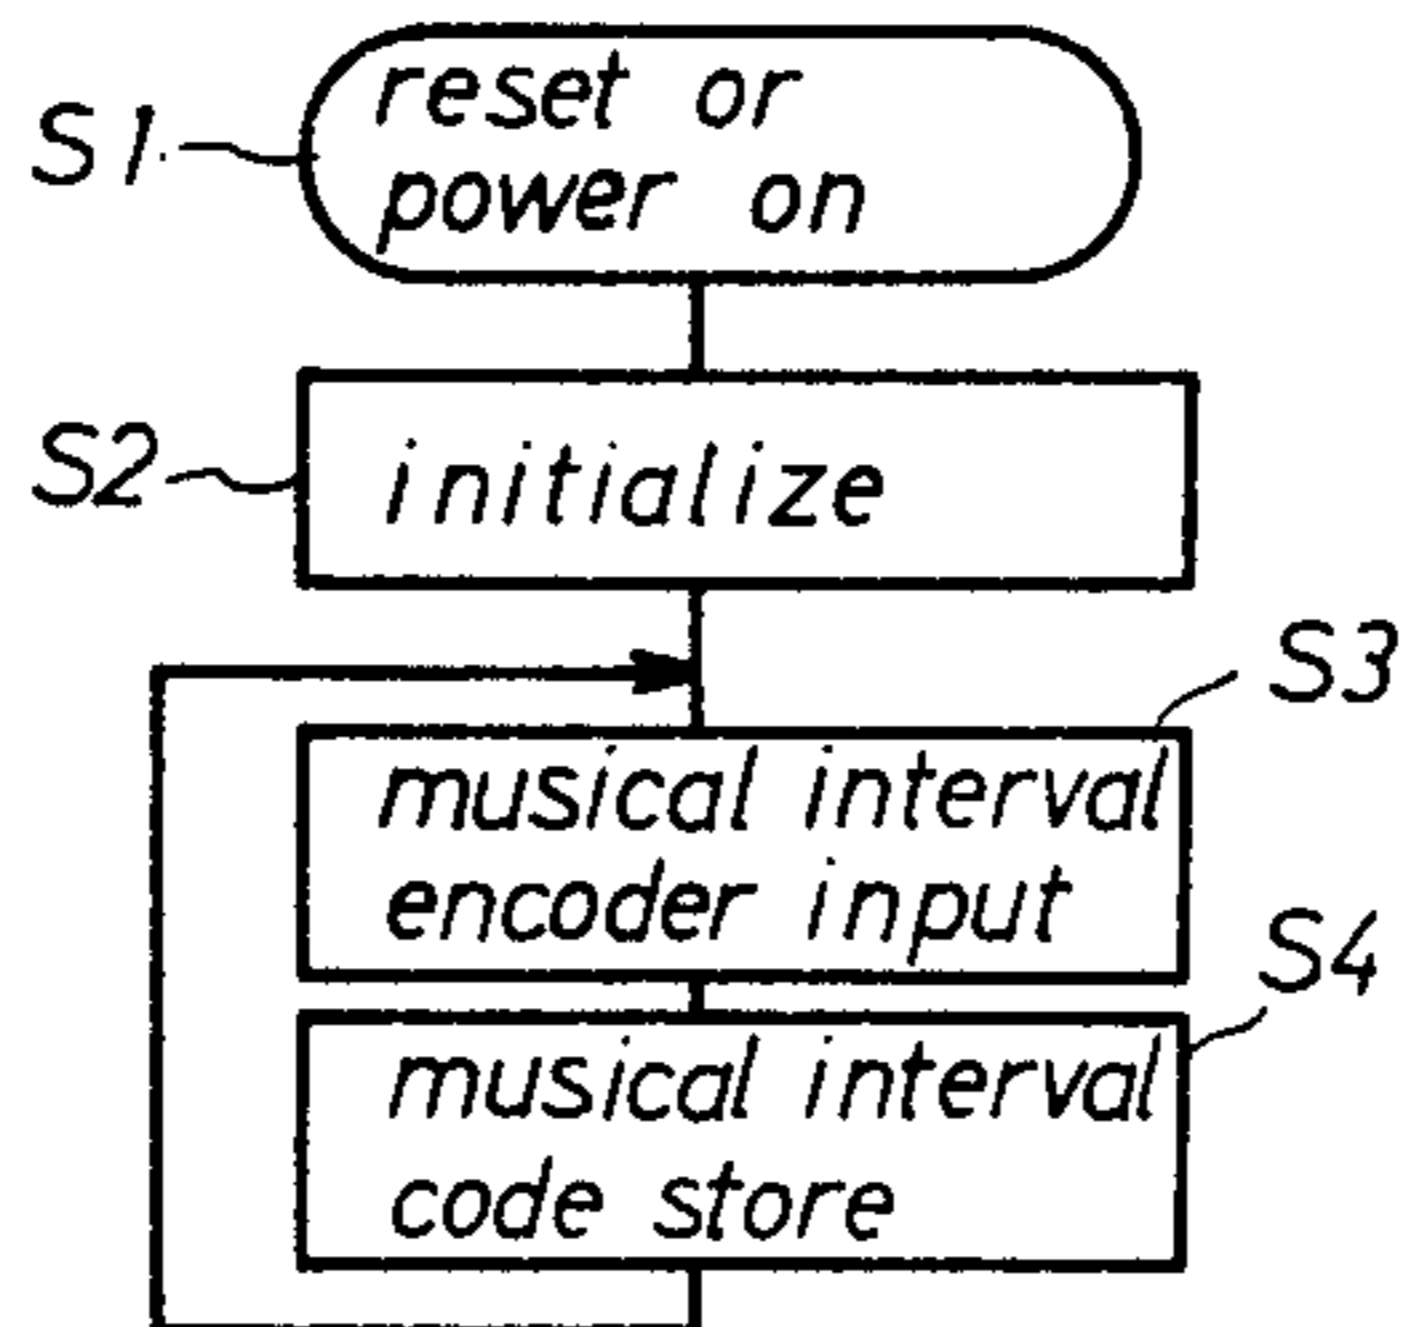 S1
reset or
power on
S2
initialize
S3
musical interval
encoder input
S4
musical interval
code store